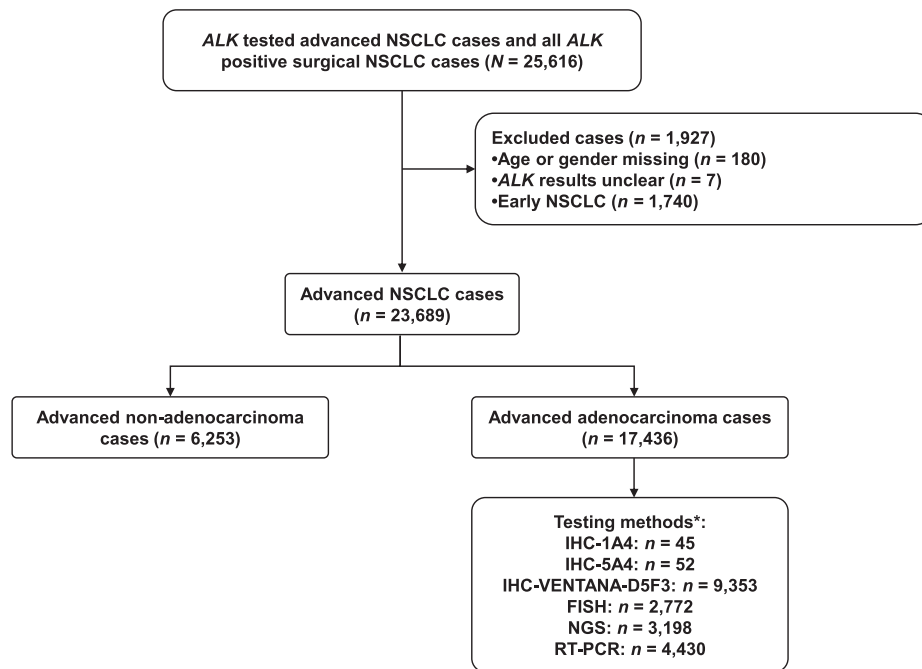 ALK tested advanced NSCLC cases and all ALK
positive surgical NSCLC cases (N = 25,616)
Excluded cases (n = 1,927)
•Age or gender missing (n = 180)
•ALK results unclear (n = 7)
•Early NSCLC (n = 1,740)
Advanced NSCLC cases
(n = 23,689)
Advanced non-adenocarcinoma
cases (n = 6,253)
Advanced adenocarcinoma cases
(n = 17,436)
Testing methods*:
IHC-1A4: n = 45
IHC-5A4: n = 52
IHC-VENTANA-D5F3: n = 9,353
FISH: n = 2,772
NGS: n = 3,198
RT-PCR: n = 4,430